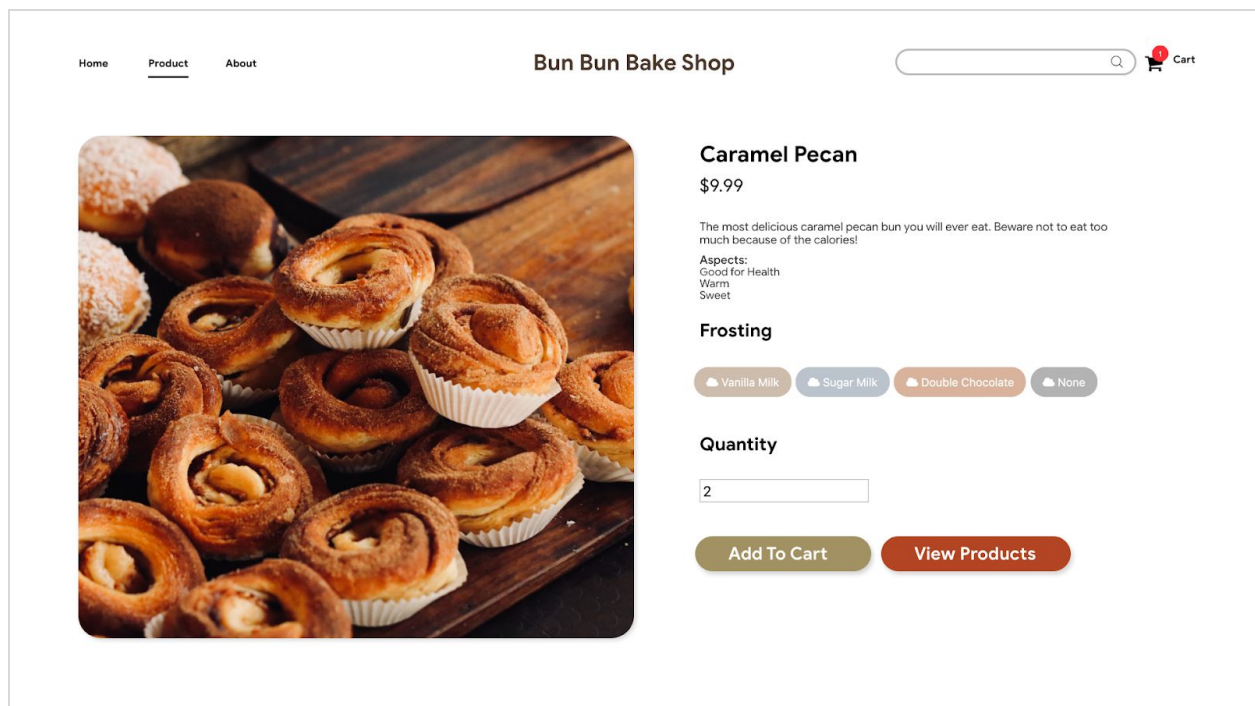 Home Product About Bun Bun Bake Shop 1 Cart
Caramel Pecan
$9.99
The most delicious caramel pecan bun you will ever eat. Beware not to eat too
much because of the calories!
Aspects:
Good for Health
Warm
Sweet
Frosting
Vanilla Milk Sugar Milk Double Chocolate None
Quantity
2
Add To Cart View Products